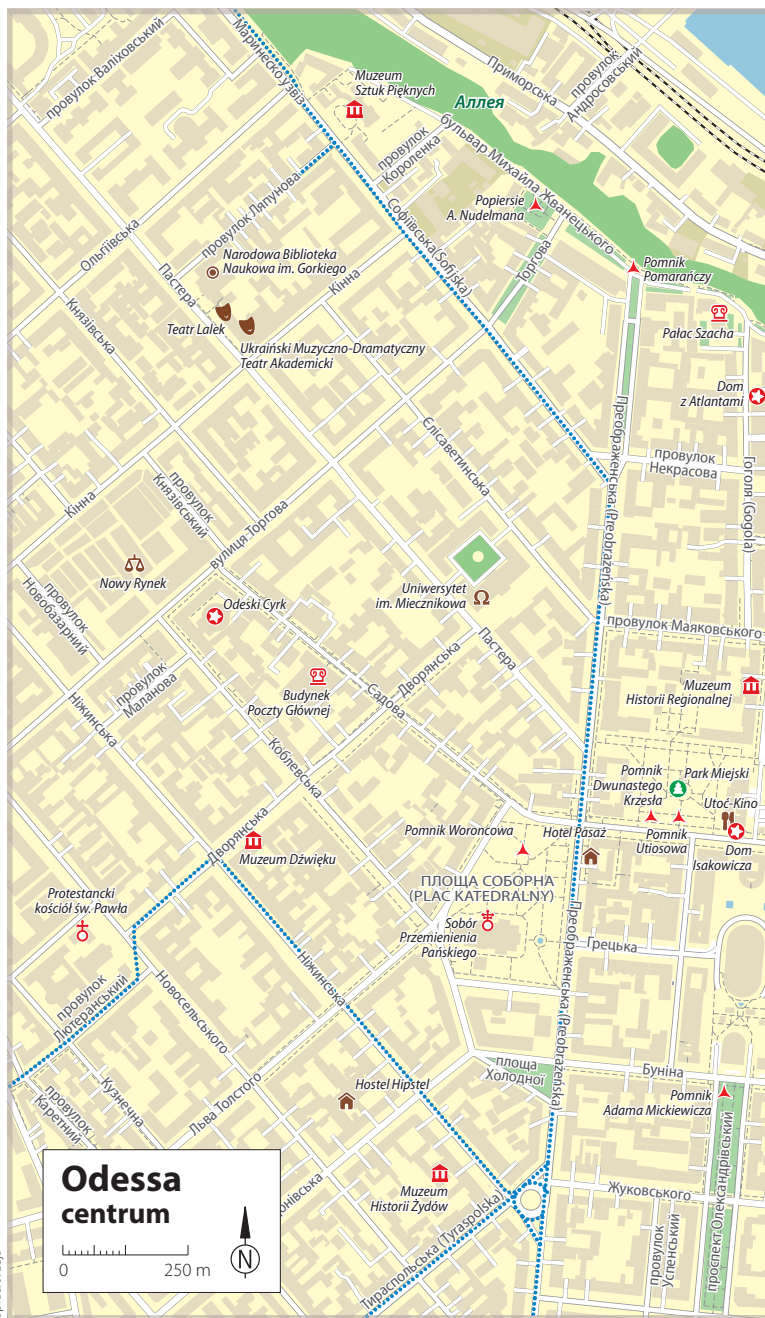 провулок Валіховський
Маринеско узвіз
Muzeum
Sztuk Pięknych
Аллея
Приморська
провулок
Андросовський
провулок
Короленка
бульвар Михайла Жванецького
Popiersie
A. Nudelmana
провулок Ляпунова
Ольгіївська
Софіївська (Sofijska)
Торгова
Pomnik
Pomarańczy
Narodowa Biblioteka
Naukowa im. Gorkiego
Пастера
Кінна
Князівська
Teatr Lalek
Ukraiński Muzyczno-Dramatyczny
Teatr Akademicki
Pałac Szacha
Dom
z Atlantami
Преображенська (Preobrażeńska)
Єлісаветинська
провулок
Некрасова
Гоголя (Gogola)
провулок
Князівський
Кінна
вулиця Торгова
Nowy Rynek
провулок
Новобазарний
Odeski Cyrk
Uniwersytet
im. Miecznikowa
провулок Маяковського
Пастера
Дворянська
провулок
Маланова
Budynek
Poczty Głównej
Садова
Muzeum
Historii Regionalnej
Ніжинська
Коблевська
Pomnik
Dwunastego
Krzesła
Park Miejski
Utoć-Kino
Дворянська
Muzeum Dźwięku
Pomnik Woroncowa
Hotel Pasaż
Pomnik
Utiosowa
Dom
Isakowicza
ПЛОЩА СОБОРНА
(PLAC KATEDRALNY)
Protestancki
kościół św. Pawła
Sobór
Przemienienia
Pańskiego
Преображенська (Preobrażeńska)
Грецька
Ніжинська
провулок
Лютеранський
Новосельського
площа
Холодної
Буніна
Кузнечна
провулок
Каретний
Льва Толстого
Hostel Hipstel
Pomnik
Adama Mickiewicza
Odessa
centrum
0
250 m
N
Muzeum
Historii Żydów
Тираспольська (Tyraspolska)
Жуковського
провулок
Успенський
проспект Олександрівський